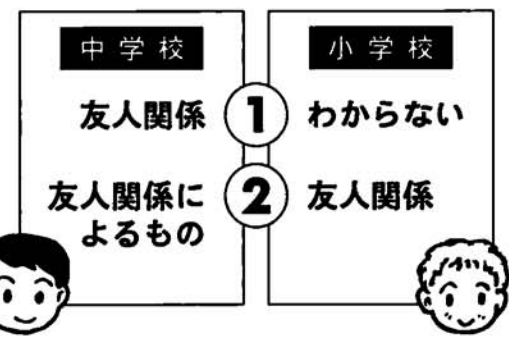 中学校
小学校
友人関係
1
わからない
友人関係に
よるもの
2
友人関係